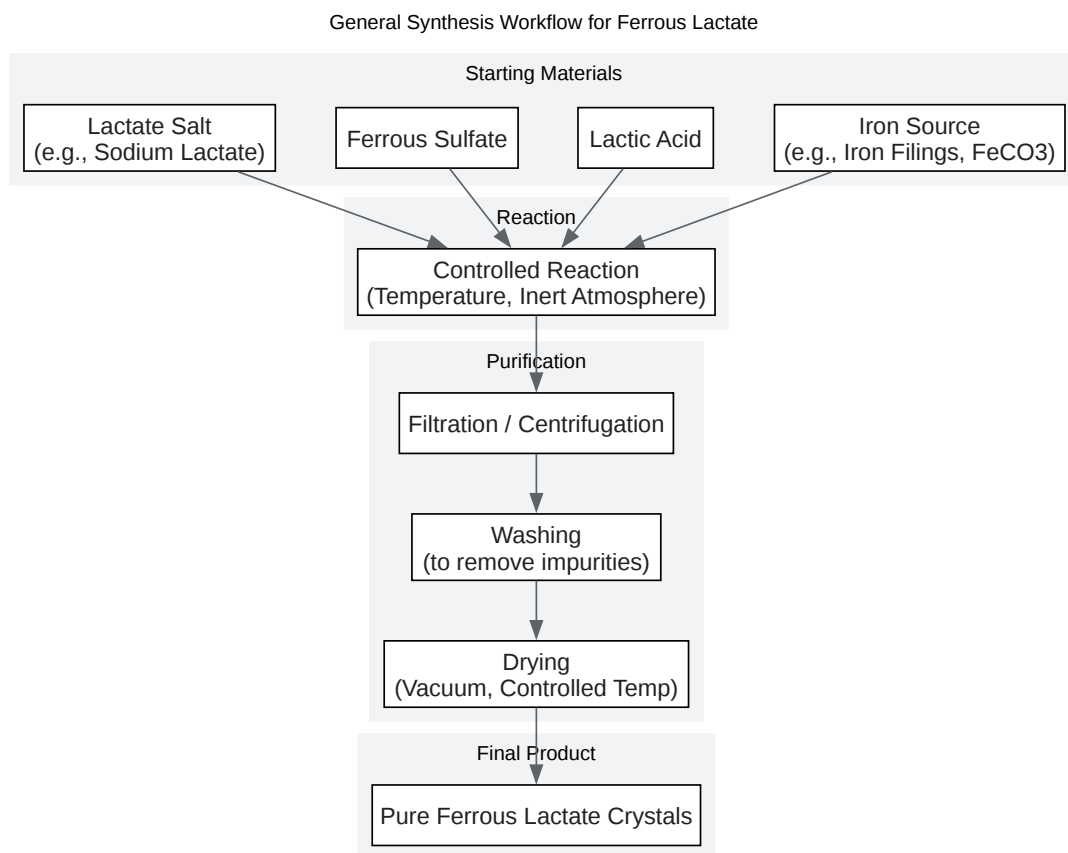 General Synthesis Workflow for Ferrous Lactate
Starting Materials
Lactate Salt
(e.g., Sodium Lactate)
Ferrous Sulfate
Lactic Acid
Iron Source
(e.g., Iron Filings, FeCO3)
Reaction
Controlled Reaction
(Temperature, Inert Atmosphere)
Purification
Filtration / Centrifugation
Washing
(to remove impurities)
Drying
(Vacuum, Controlled Temp)
Final Product
Pure Ferrous Lactate Crystals